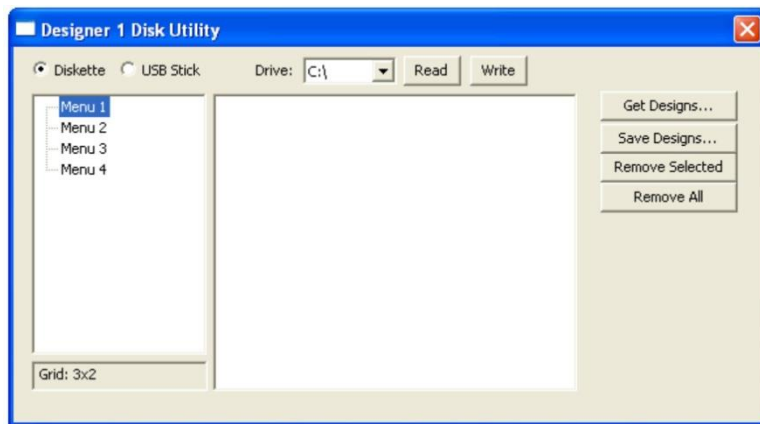 Designer 1 Disk Utility
Diskette USB Stick Drive: C:\ Read Write
Menu 1
Menu 2
Menu 3
Menu 4
Get Designs...
Save Designs...
Remove Selected
Remove All
Grid: 3x2